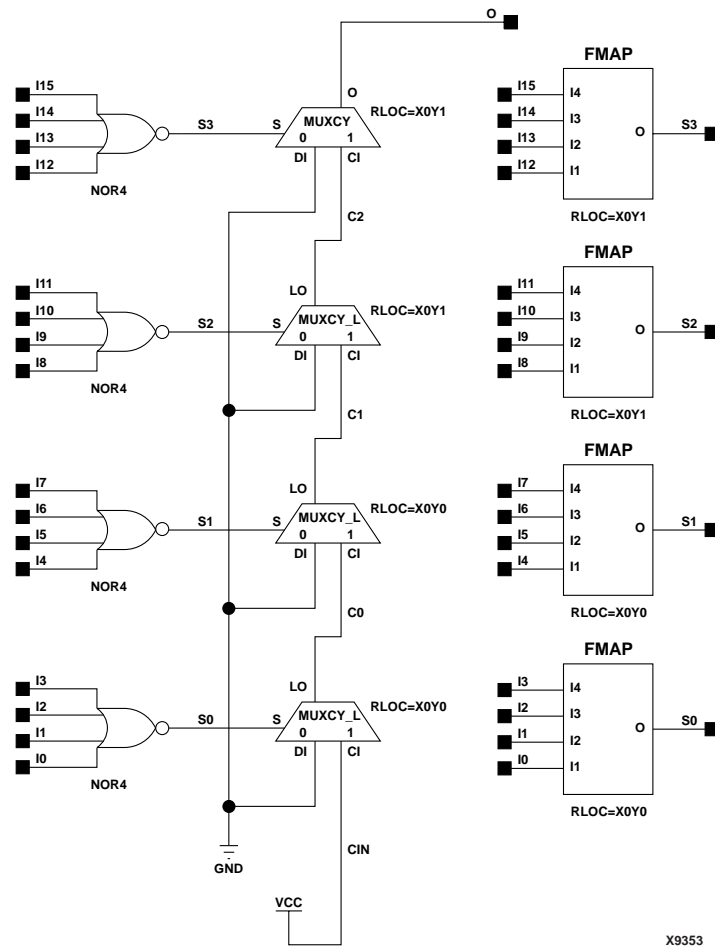 O
FMAP
I15
I14
I13
I12
NOR4
S3
S
O
MUXCY
0 1
DI CI
RLOC=X0Y1
I15
I14
I13
I12
I4
I3
I2
I1
O
S3
RLOC=X0Y1
C2
FMAP
I11
I10
I9
I8
NOR4
S2
S
LO
MUXCY_L
0 1
DI CI
RLOC=X0Y1
I11
I10
I9
I8
I4
I3
I2
I1
O
S2
RLOC=X0Y1
C1
FMAP
I7
I6
I5
I4
NOR4
S1
S
LO
MUXCY_L
0 1
DI CI
RLOC=X0Y0
I7
I6
I5
I4
I4
I3
I2
I1
O
S1
RLOC=X0Y0
C0
FMAP
I3
I2
I1
I0
NOR4
S0
S
LO
MUXCY_L
0 1
DI CI
RLOC=X0Y0
I3
I2
I1
I0
I4
I3
I2
I1
O
S0
RLOC=X0Y0
CIN
GND
VCC
X9353